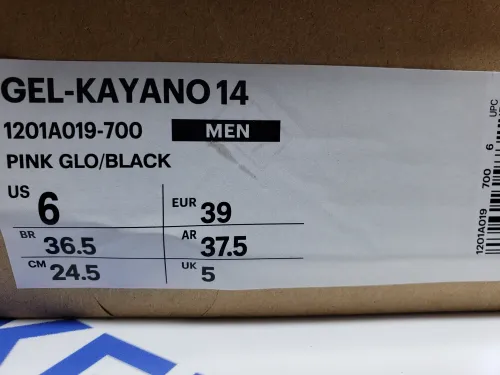 GEL-KAYANO 14
1201A019-700 MEN
PINK GLO/BLACK
US 6 EUR 39
BR 36.5 AR 37.5
CM 24.5 UK 5
UPC
1201A019 700 6